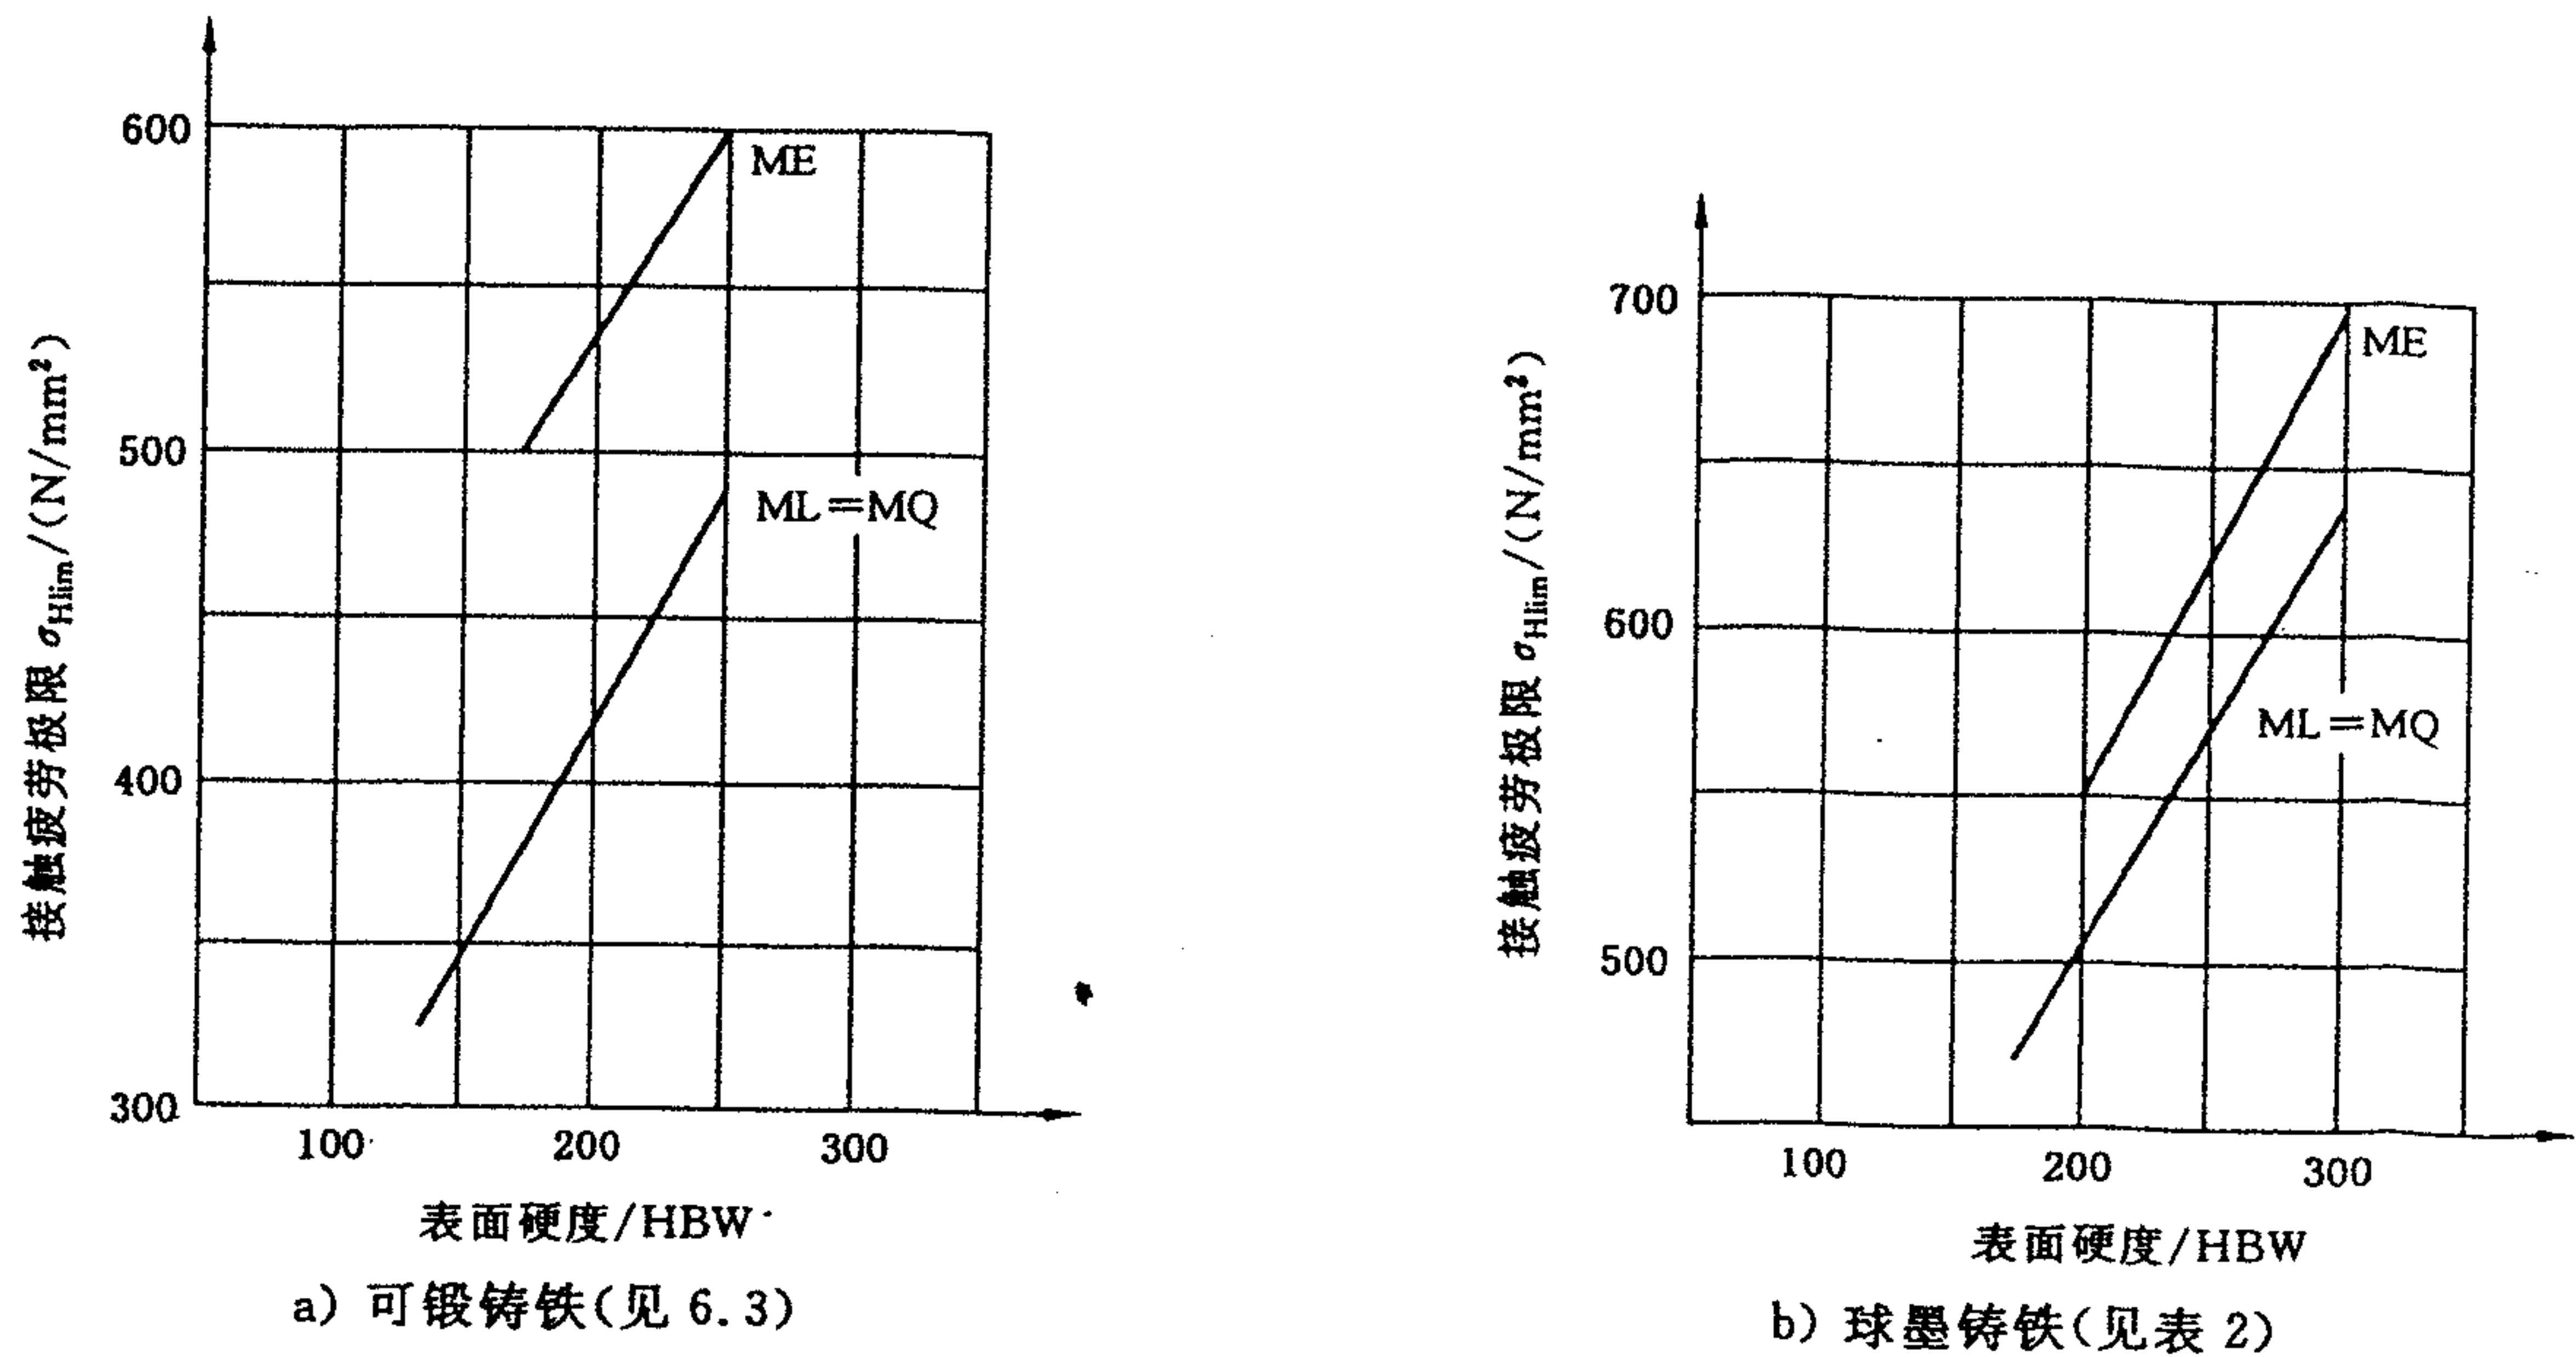 600
500
400
300
接触疲劳极限 σHlim/(N/mm²)
ME
ML=MQ
100
200
300
表面硬度/HBW
a) 可锻铸铁(见 6.3)
700
600
500
接触疲劳极限 σHlim/(N/mm²)
ME
ML=MQ
100
200
300
表面硬度/HBW
b) 球墨铸铁(见表 2)